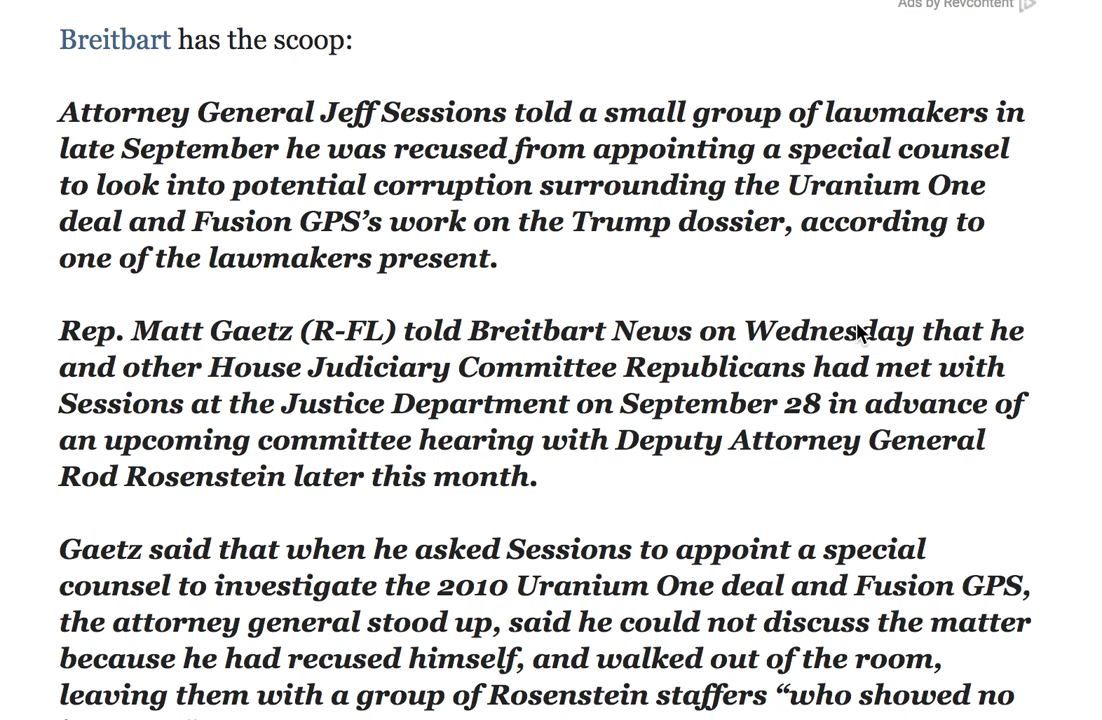 Ads by Revcontent
Breitbart has the scoop:
Attorney General Jeff Sessions told a small group of lawmakers in
late September he was recused from appointing a special counsel
to look into potential corruption surrounding the Uranium One
deal and Fusion GPS’s work on the Trump dossier, according to
one of the lawmakers present.
Rep. Matt Gaetz (R-FL) told Breitbart News on Wednesday that he
and other House Judiciary Committee Republicans had met with
Sessions at the Justice Department on September 28 in advance of
an upcoming committee hearing with Deputy Attorney General
Rod Rosenstein later this month.
Gaetz said that when he asked Sessions to appoint a special
counsel to investigate the 2010 Uranium One deal and Fusion GPS,
the attorney general stood up, said he could not discuss the matter
because he had recused himself, and walked out of the room,
leaving them with a group of Rosenstein staffers “who showed no